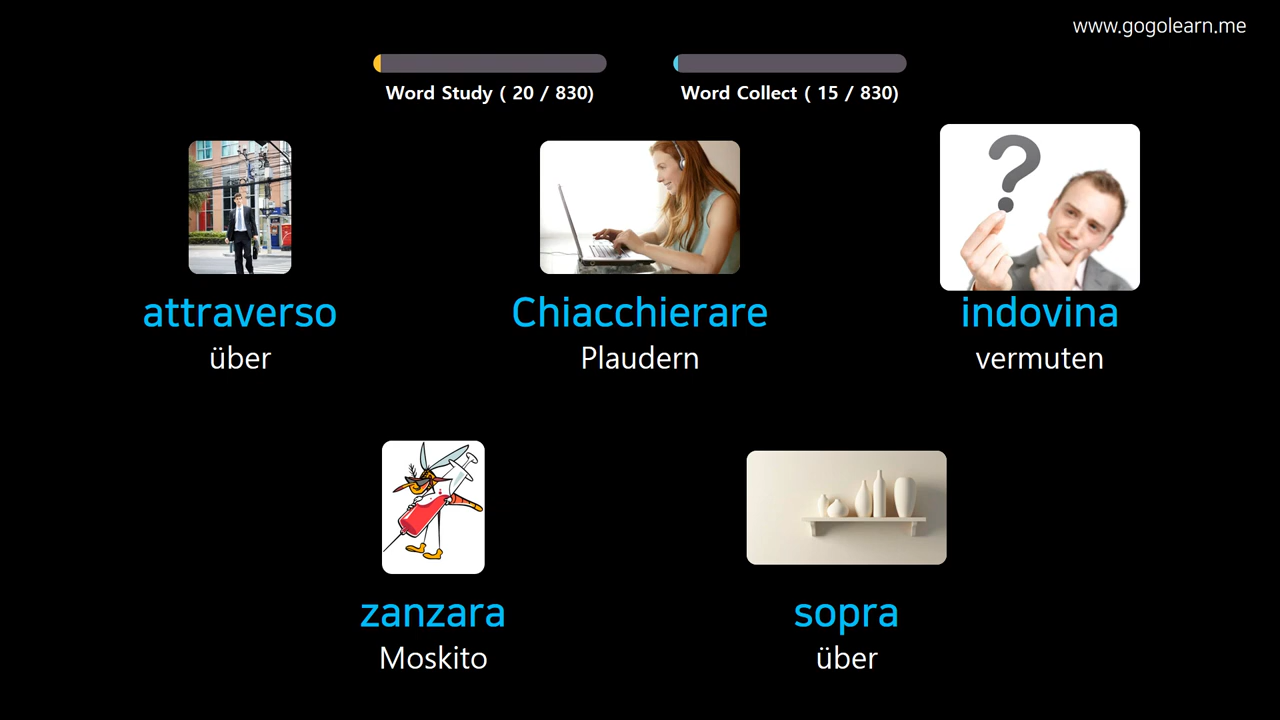 www.gogolearn.me
Word Study ( 20 / 830)
Word Collect ( 15 / 830)
attraverso
über
Chiacchierare
Plaudern
?
indovina
vermuten
zanzara
Moskito
sopra
über